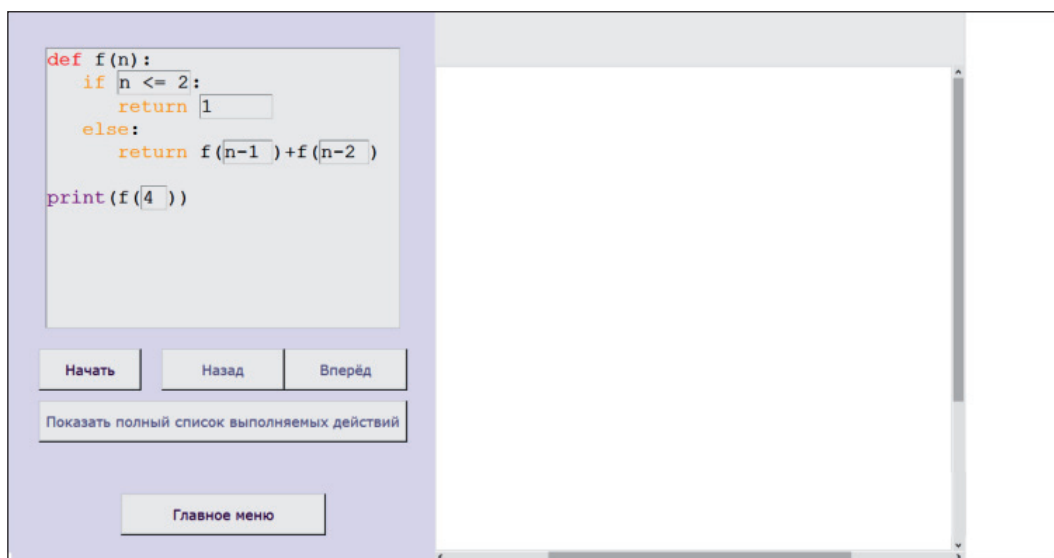 def f(n):
if n <= 2:
return 1
else:
return f(n-1 )+f(n-2 )
print(f(4 ))
Начать
Назад
Вперёд
Показать полный список выполняемых действий
Главное меню